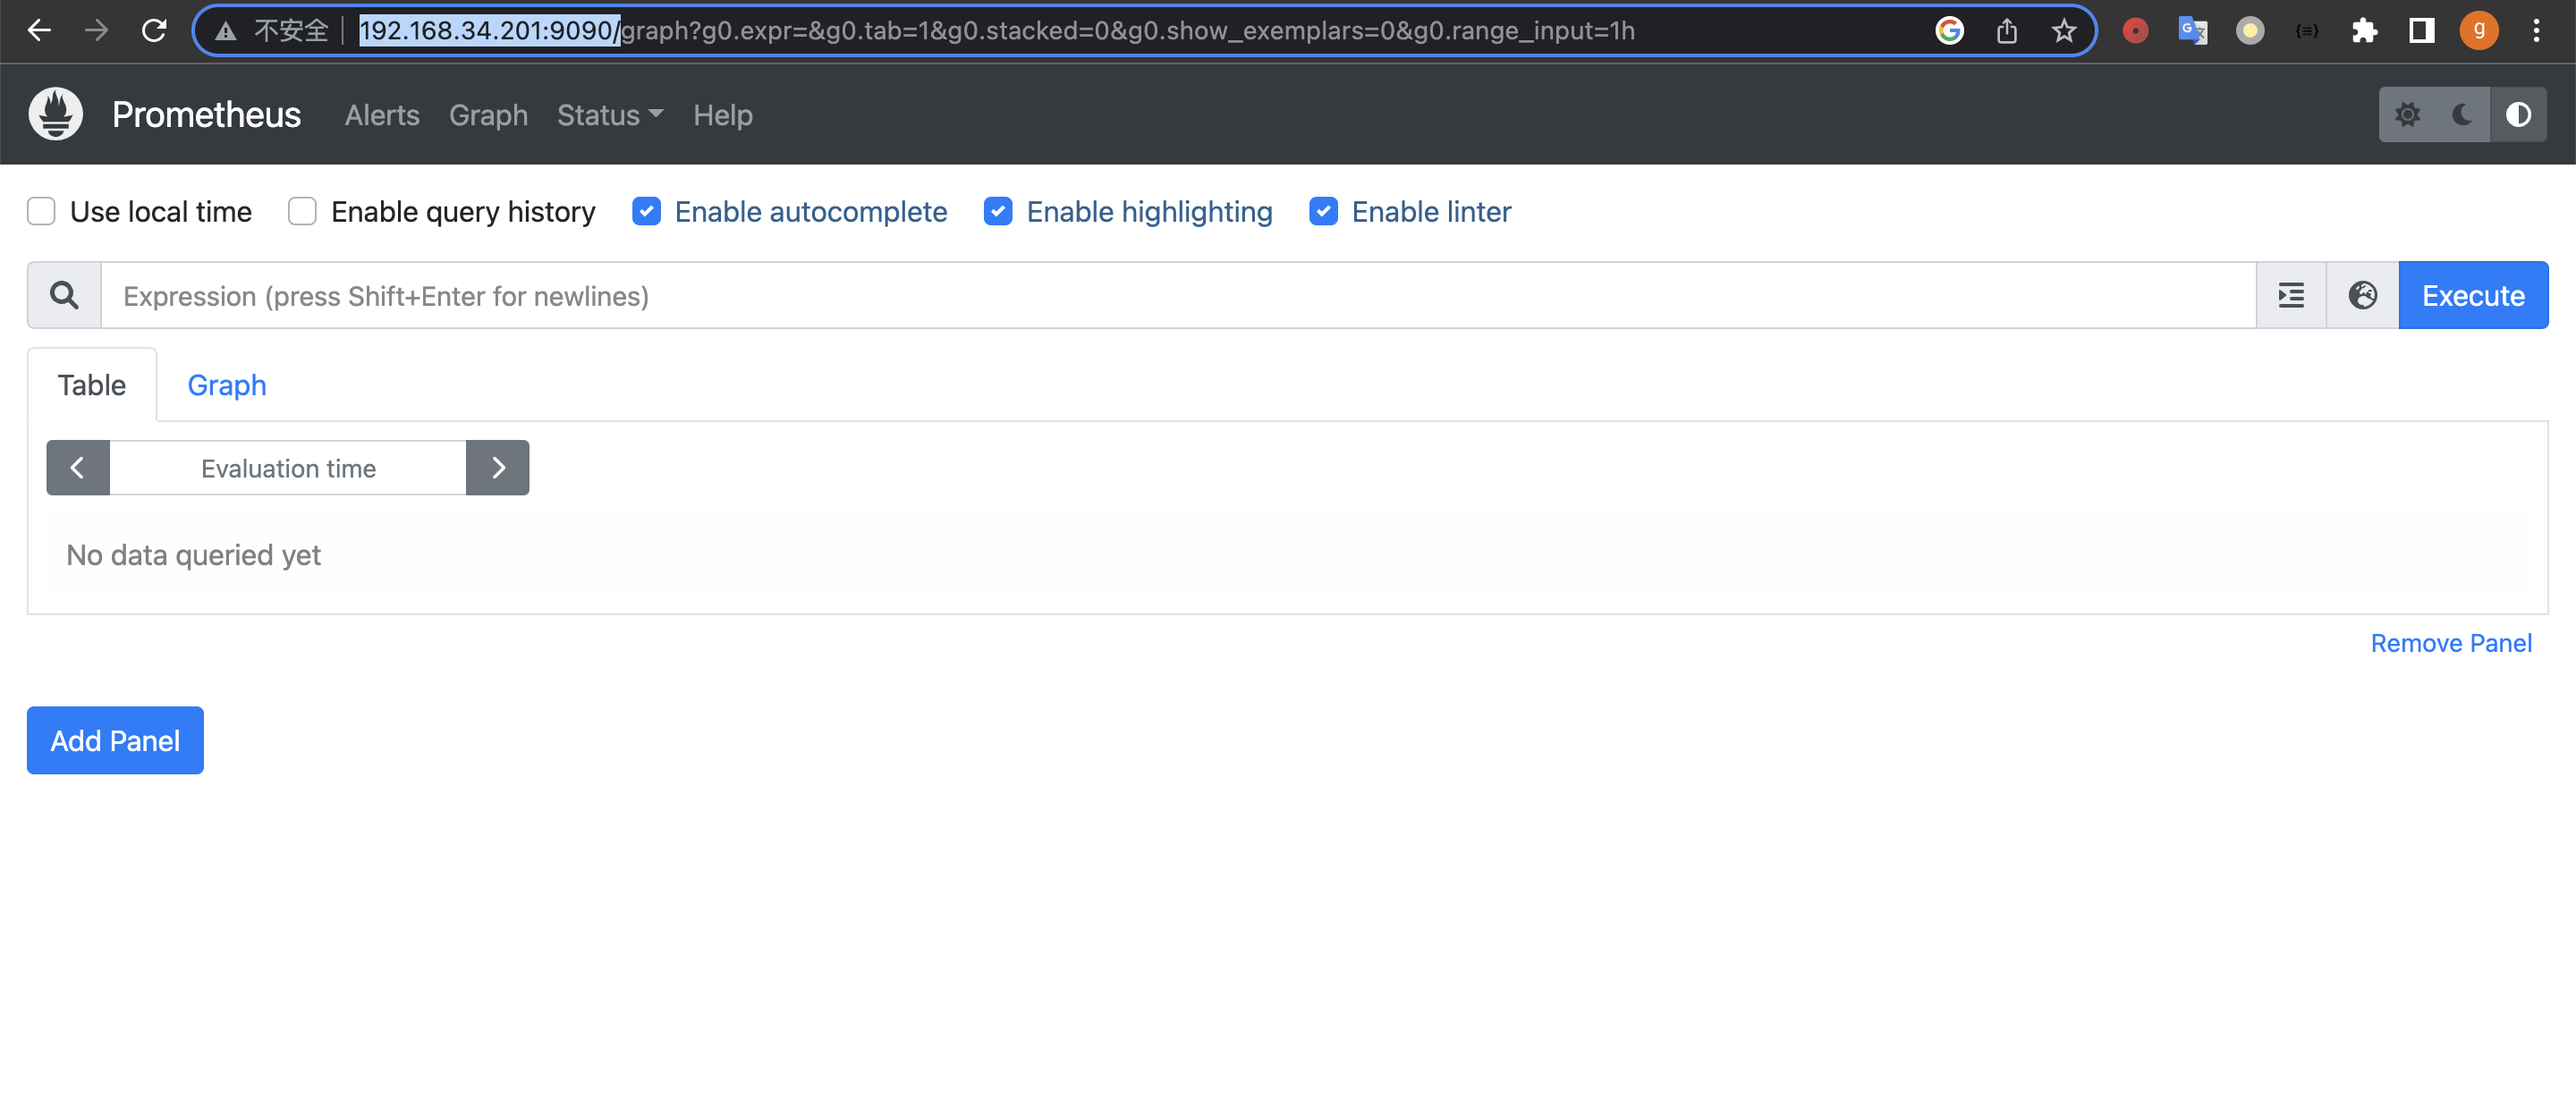 不安全 192.168.34.201:9090/graph?g0.expr=&g0.tab=1&g0.stacked=0&g0.show_exemplars=0&g0.range_input=1h g
Prometheus Alerts Graph Status Help
Use local time Enable query history Enable autocomplete Enable highlighting Enable linter
Expression (press Shift+Enter for newlines) Execute
Table Graph
Evaluation time
No data queried yet
Remove Panel
Add Panel